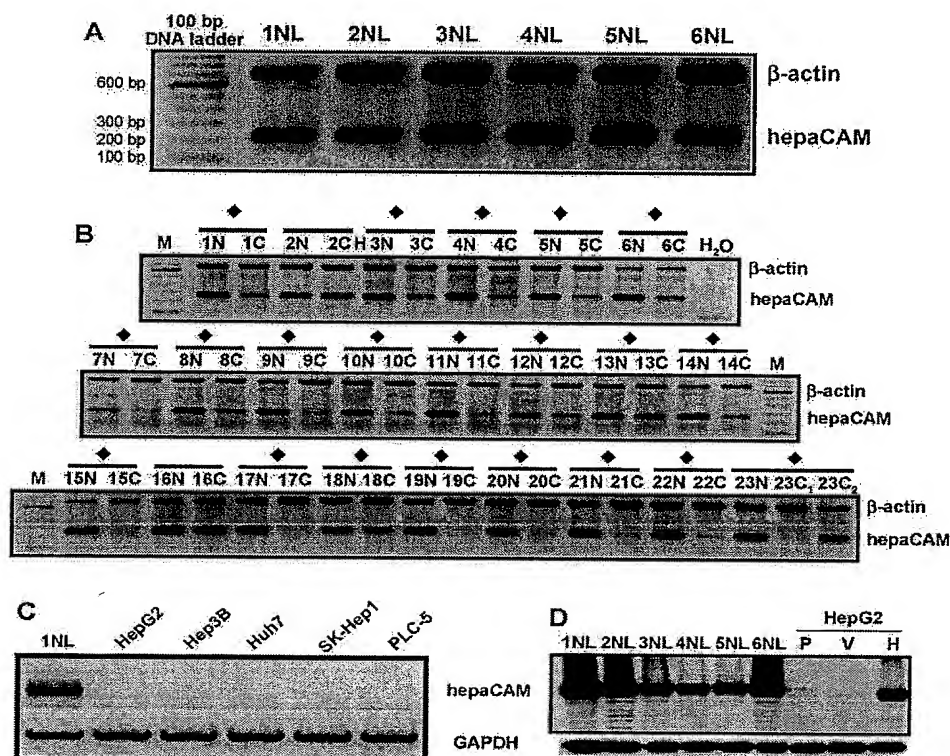 A
100 bp
DNA ladder
1NL 2NL 3NL 4NL 5NL 6NL
600 bp
300 bp
200 bp
100 bp
β-actin
hepaCAM
B
M 1N 1C 2N 2C H 3N 3C 4N 4C 5N 5C 6N 6C H₂O
β-actin
hepaCAM
7N 7C 8N 8C 9N 9C 10N 10C 11N 11C 12N 12C 13N 13C 14N 14C M
β-actin
hepaCAM
M 15N 15C 16N 16C 17N 17C 18N 18C 19N 19C 20N 20C 21N 21C 22N 22C 23N 23C₁ 23C₂
β-actin
hepaCAM
C
1NL HepG2 Hep3B Huh7 SK-Hep1 PLC-5
hepaCAM
GAPDH
D
HepG2
1NL 2NL 3NL 4NL 5NL 6NL P V H